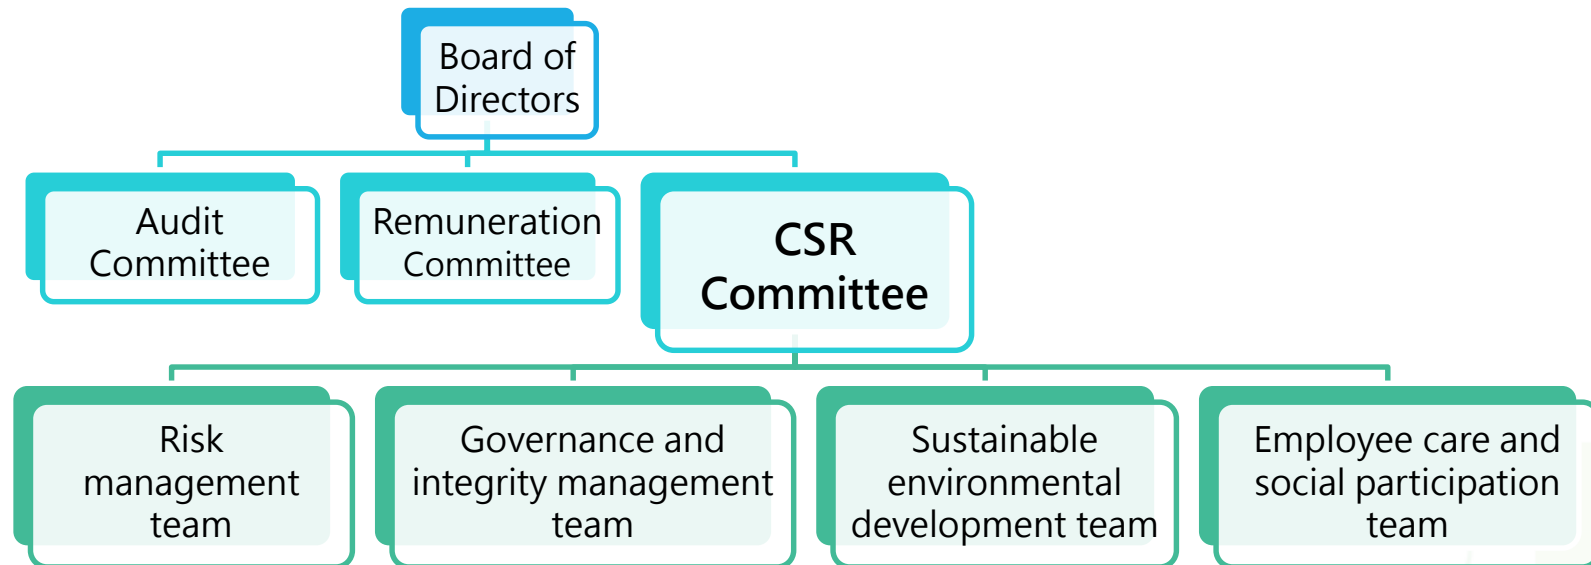 Board of
Directors
Audit
Committee
Remuneration
Committee
CSR
Committee
Risk
management
team
Governance and
integrity management
team
Sustainable
environmental
development team
Employee care and
social participation
team